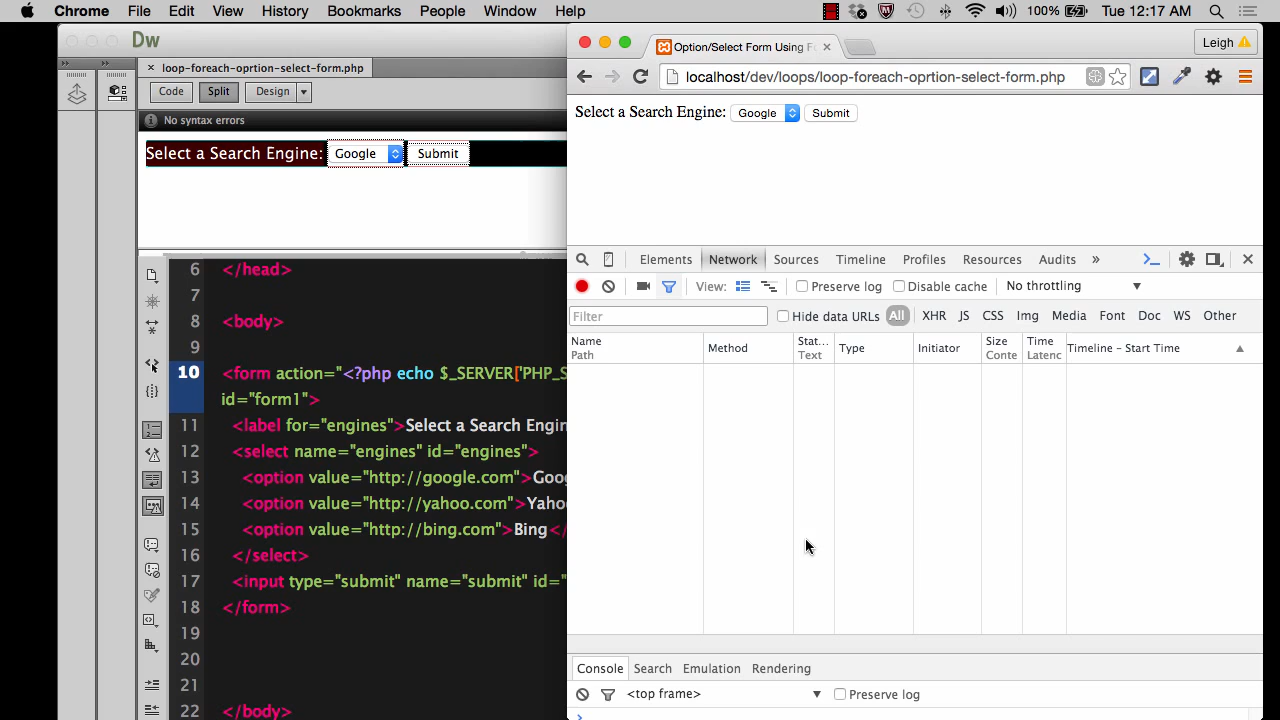 Chrome File Edit View History Bookmarks People Window Help 100% Tue 12:17 AM
Dw
loop-foreach-oprtion-select-form.php
Code Split Design
No syntax errors
Select a Search Engine: Google Submit
6 </head>
7
8 <body>
9
10 <form action="<?php echo $_SERVER['PHP_S
id="form1">
11 <label for="engines">Select a Search Engin
12 <select name="engines" id="engines">
13 <option value="http://google.com">Goo
14 <option value="http://yahoo.com">Yaho
15 <option value="http://bing.com">Bing</
16 </select>
17 <input type="submit" name="submit" id="
18 </form>
19
20
21
22 </body>
Option/Select Form Using F
Leigh
localhost/dev/loops/loop-foreach-oprtion-select-form.php
Select a Search Engine: Google Submit
Elements Network Sources Timeline Profiles Resources Audits »
View: Preserve log Disable cache No throttling
Filter Hide data URLs All XHR JS CSS Img Media Font Doc WS Other
Name Method Stat... Type Initiator Size Time Timeline – Start Time
Path Text Conte Latenc
Console Search Emulation Rendering
<top frame> Preserve log